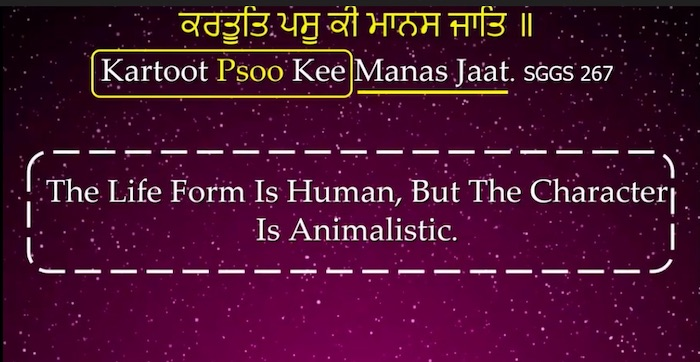 ਕਰਤੂਤਿ ਪਸੂ ਕੀ ਮਾਨਸ ਜਾਤਿ ॥
Kartoot Psoo Kee Manas Jaat. SGGS 267
The Life Form Is Human, But The Character
Is Animalistic.